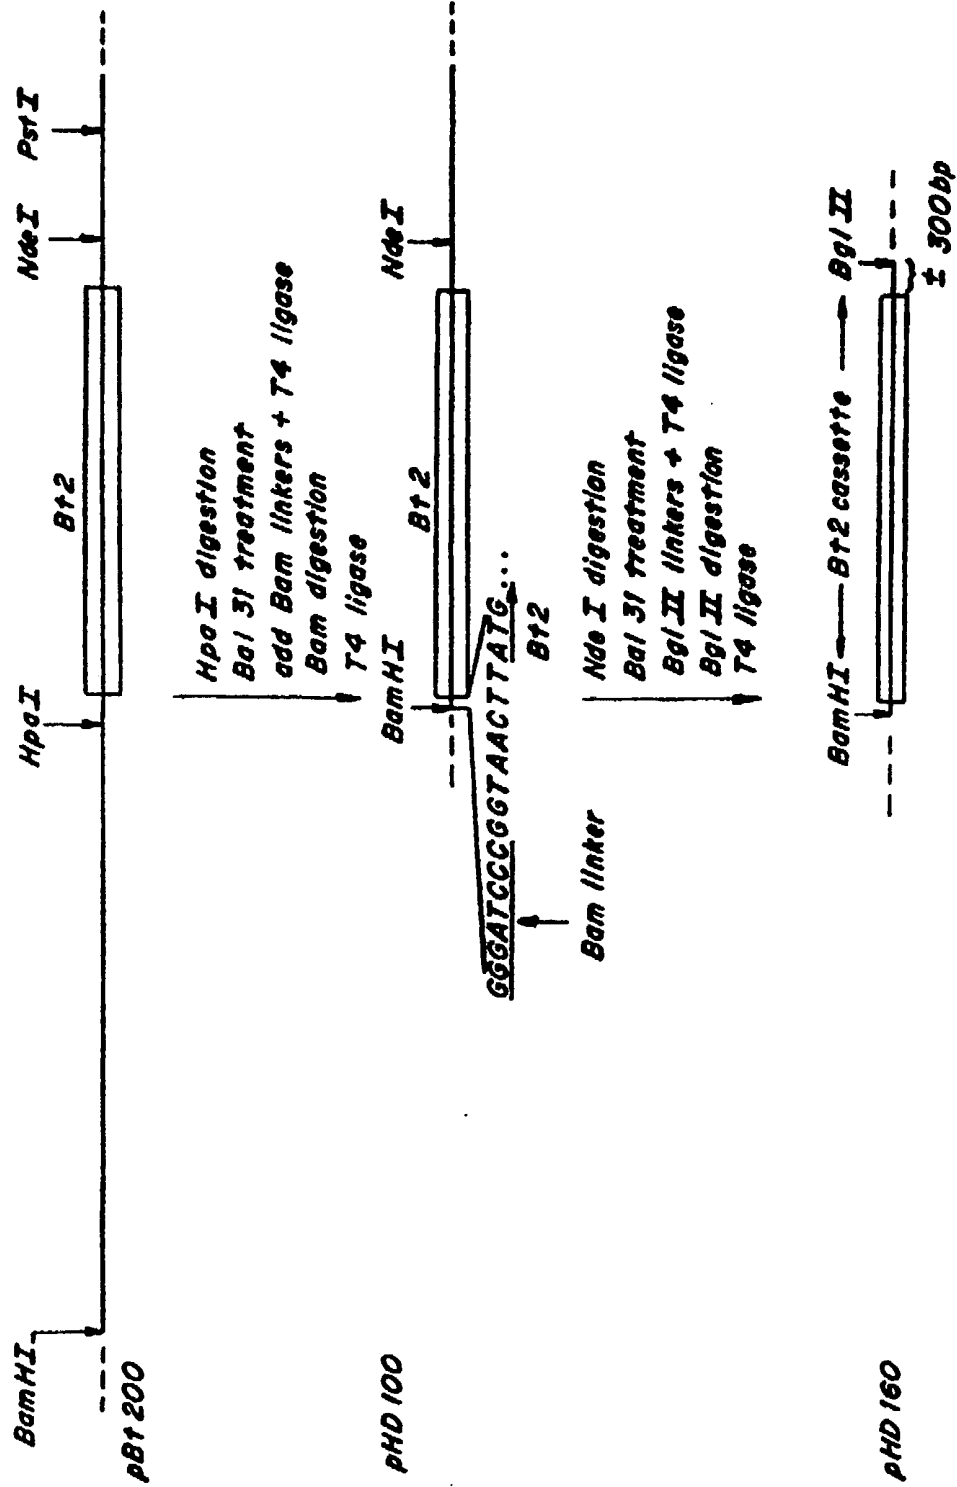 BamHI
HpaI
Bt2
NdeI
PstI
pBt200
HpaI digestion
Bal 31 treatment
add Bam linkers + T4 ligase
Bam digestion
T4 ligase
BamHI
Bt2
NdeI
pHD100
GGGATCCCGGTAACTTATG...
Bt2
Bam linker
NdeI digestion
Bal 31 treatment
BglII linkers + T4 ligase
BglII digestion
T4 ligase
BamHI Bt2 cassette BglII
± 300bp
pHD160